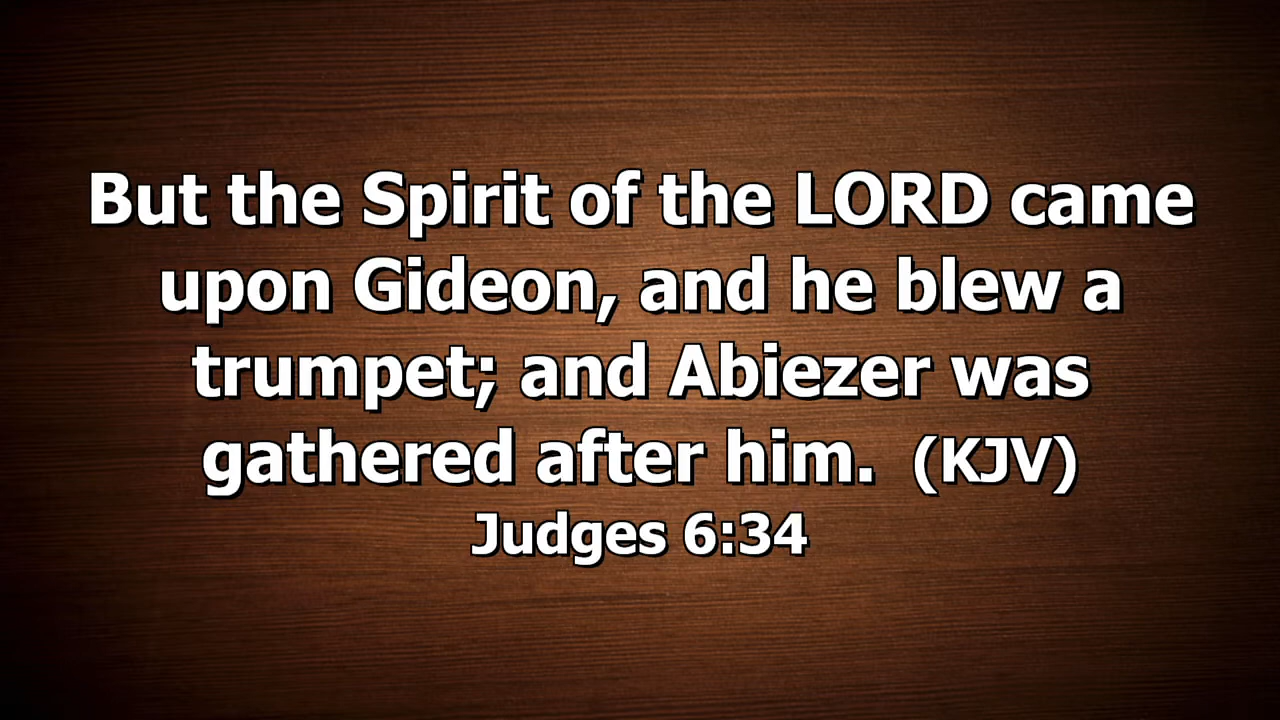 But the Spirit of the LORD came
upon Gideon, and he blew a
trumpet; and Abiezer was
gathered after him. (KJV)
Judges 6:34